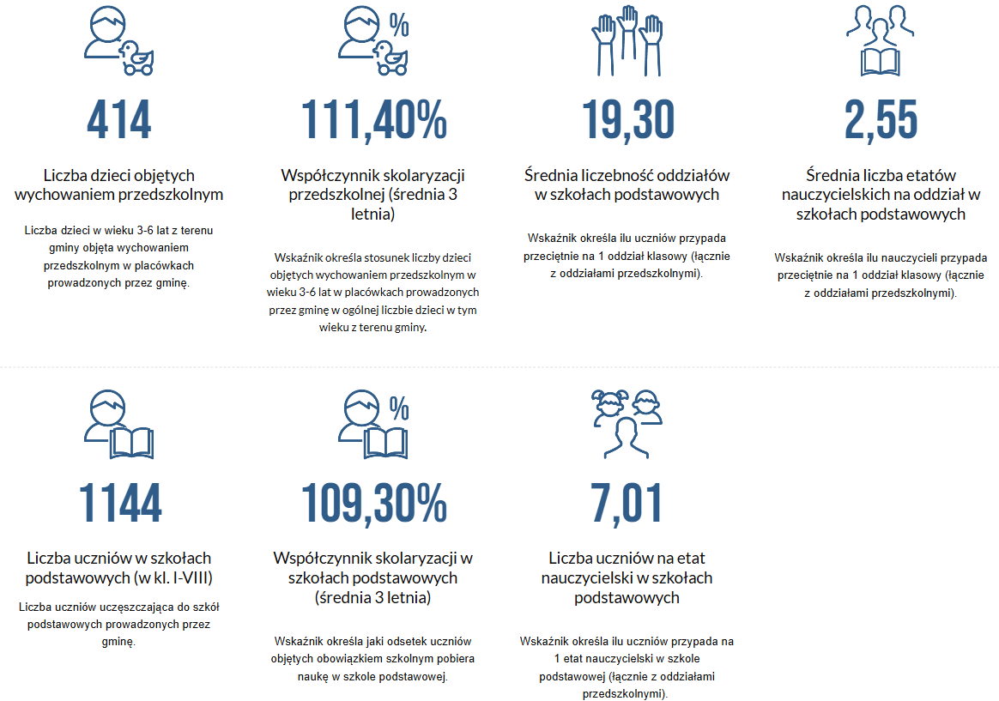 414
Liczba dzieci objętych
wychowaniem przedszkolnym
Liczba dzieci w wieku 3-6 lat z terenu
gminy objęta wychowaniem
przedszkolnym w placówkach
prowadzonych przez gminę.
%
111,40%
Współczynnik skolaryzacji
przedszkolnej (średnia 3
letnia)
Wskaźnik określa stosunek liczby dzieci
objętych wychowaniem przedszkolnym w
wieku 3-6 lat w placówkach prowadzonych
przez gminę w ogólnej liczbie dzieci w tym
wieku z terenu gminy.
19,30
Średnia liczebność oddziałów
w szkołach podstawowych
Wskaźnik określa ilu uczniów przypada
przeciętnie na 1 oddział klasowy (łącznie
z oddziałami przedszkolnymi).
2,55
Średnia liczba etatów
nauczycielskich na oddział w
szkołach podstawowych
Wskaźnik określa ilu nauczycieli przypada
przeciętnie na 1 oddział klasowy (łącznie
z oddziałami przedszkolnymi).
1144
Liczba uczniów w szkołach
podstawowych (w kl. I-VIII)
Liczba uczniów uczęszczająca do szkół
podstawowych prowadzonych przez
gminę.
%
109,30%
Współczynnik skolaryzacji w
szkołach podstawowych
(średnia 3 letnia)
Wskaźnik określa jaki odsetek uczniów
objętych obowiązkiem szkolnym pobiera
naukę w szkole podstawowej.
7,01
Liczba uczniów na etat
nauczycielski w szkołach
podstawowych
Wskaźnik określa ilu uczniów przypada na
1 etat nauczycielski w szkole
podstawowej (łącznie z oddziałami
przedszkolnymi).